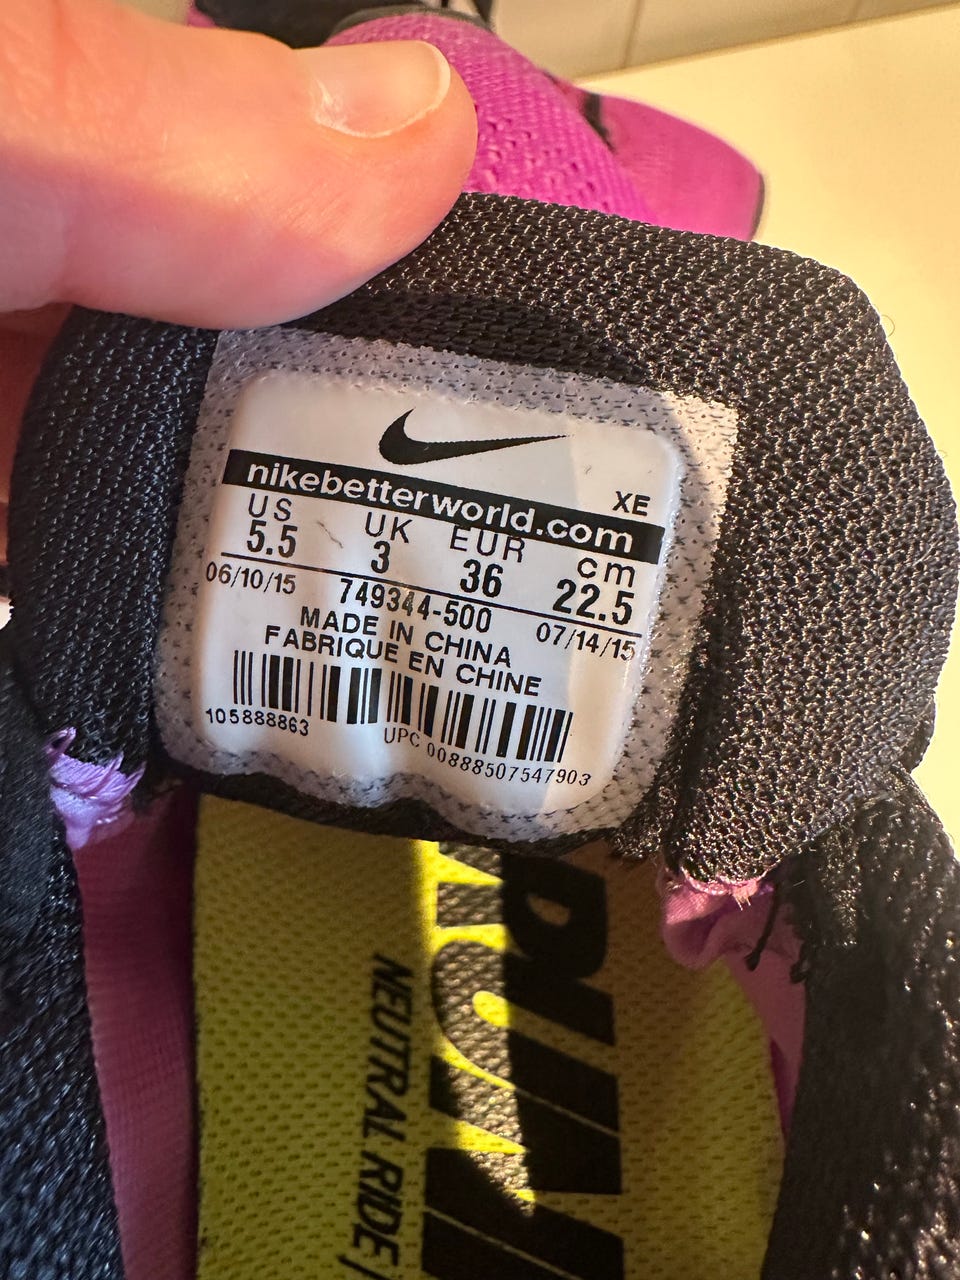 XE
nikebetterworld.com
US UK EUR cm
5.5 3 36 22.5
06/10/15 749344-500 07/14/15
MADE IN CHINA
FABRIQUE EN CHINE
105888863 UPC 00888507547903
NEUTRAL RIDE